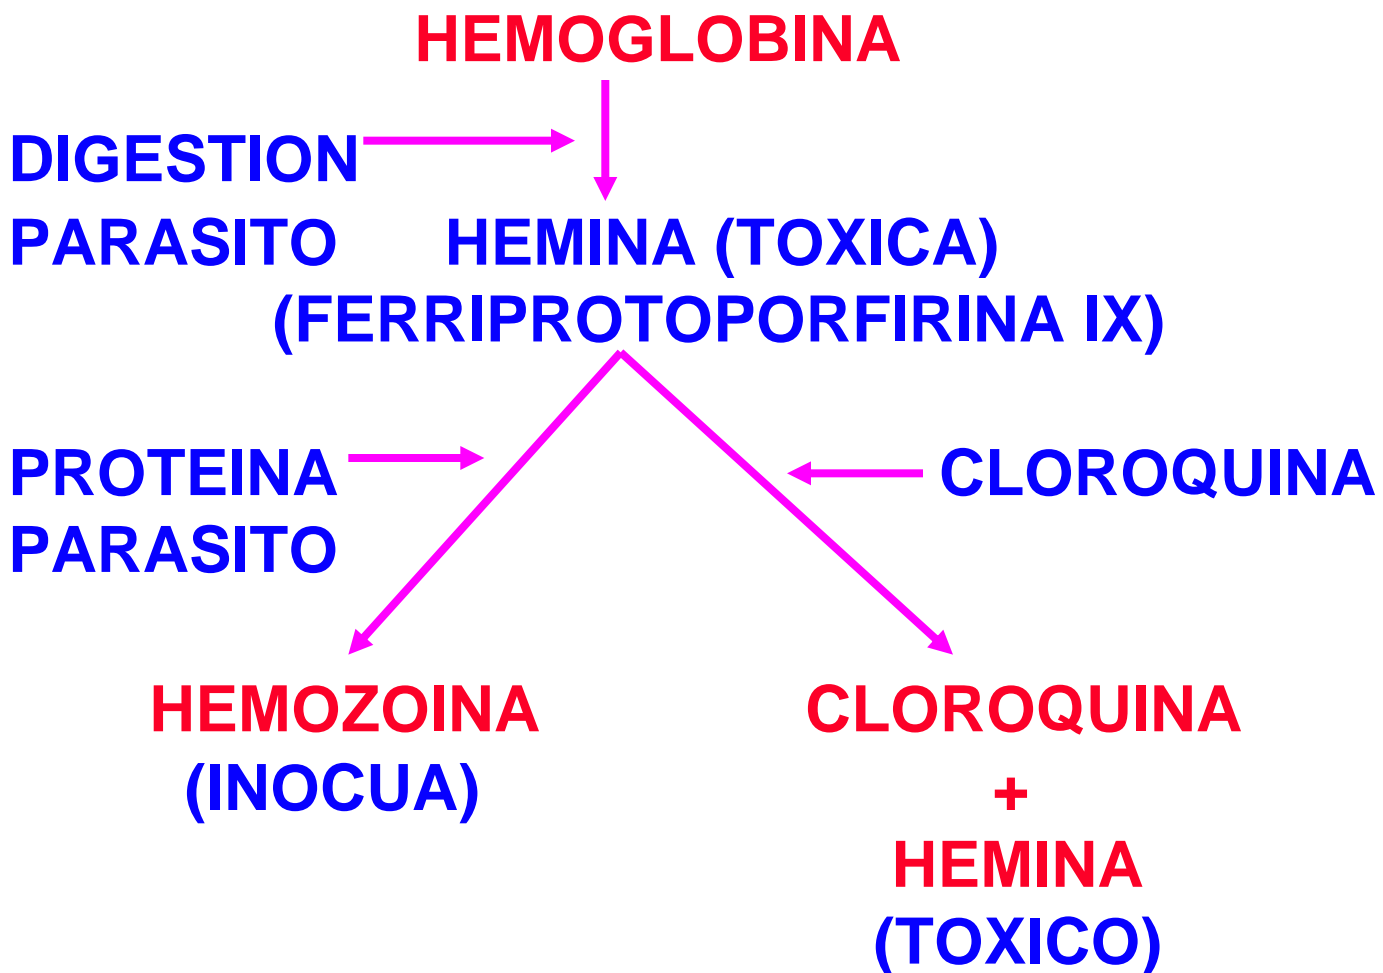 HEMOGLOBINA
DIGESTION
PARASITO
HEMINA (TOXICA)
(FERRIPROTOPORFIRINA IX)
PROTEINA
PARASITO
CLOROQUINA
HEMOZOINA
(INOCUA)
CLOROQUINA
+
HEMINA
(TOXICO)